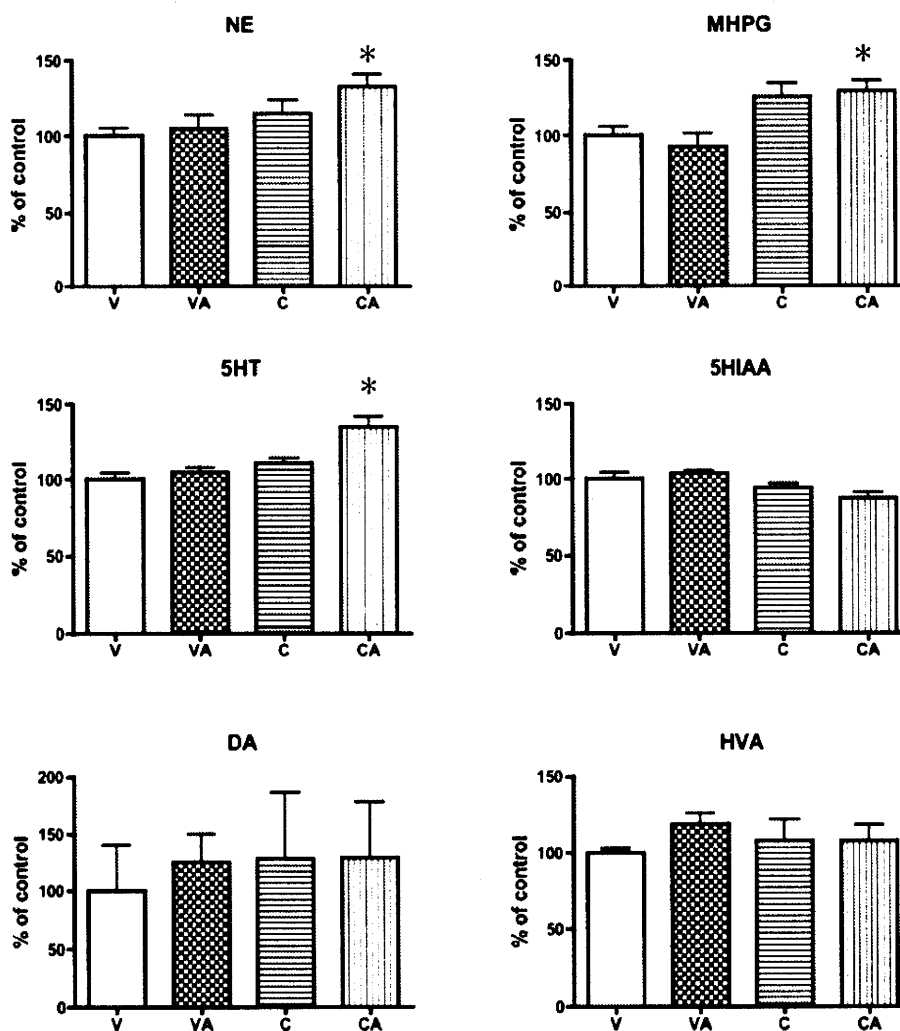 NE
*
% of control
150
100
50
0
V VA C CA
MHPG
*
% of control
150
100
50
0
V VA C CA
5HT
*
% of control
150
100
50
0
V VA C CA
5HIAA
% of control
150
100
50
0
V VA C CA
DA
% of control
200
150
100
50
0
V VA C CA
HVA
% of control
150
100
50
0
V VA C CA